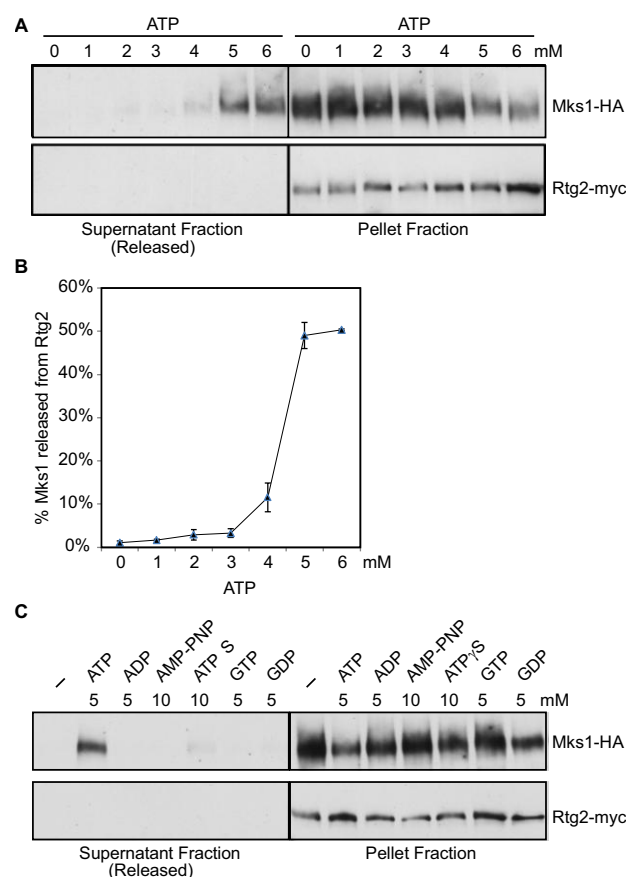 A
ATP ATP
0 1 2 3 4 5 6 0 1 2 3 4 5 6 mM
Mks1-HA
Rtg2-myc
Supernatant Fraction Pellet Fraction
(Released)
B
60%
50%
40%
30%
20%
10%
0%
% Mks1 released from Rtg2
0 1 2 3 4 5 6 mM
ATP
C
– ATP ADP AMP-PNP ATP S GTP GDP – ATP ADP AMP-PNP ATPγS GTP GDP
5 5 10 10 5 5 5 5 10 10 5 5 mM
Mks1-HA
Rtg2-myc
Supernatant Fraction Pellet Fraction
(Released)